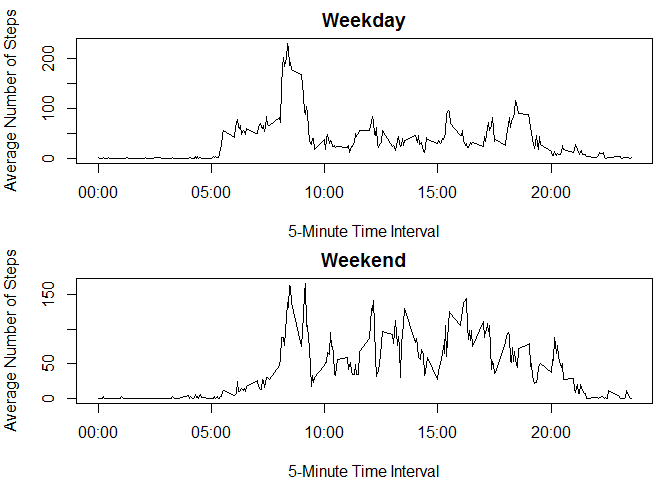 Weekday
Average Number of Steps
200
100
0
00:00 05:00 10:00 15:00 20:00
5-Minute Time Interval
Weekend
Average Number of Steps
150
50
0
00:00 05:00 10:00 15:00 20:00
5-Minute Time Interval